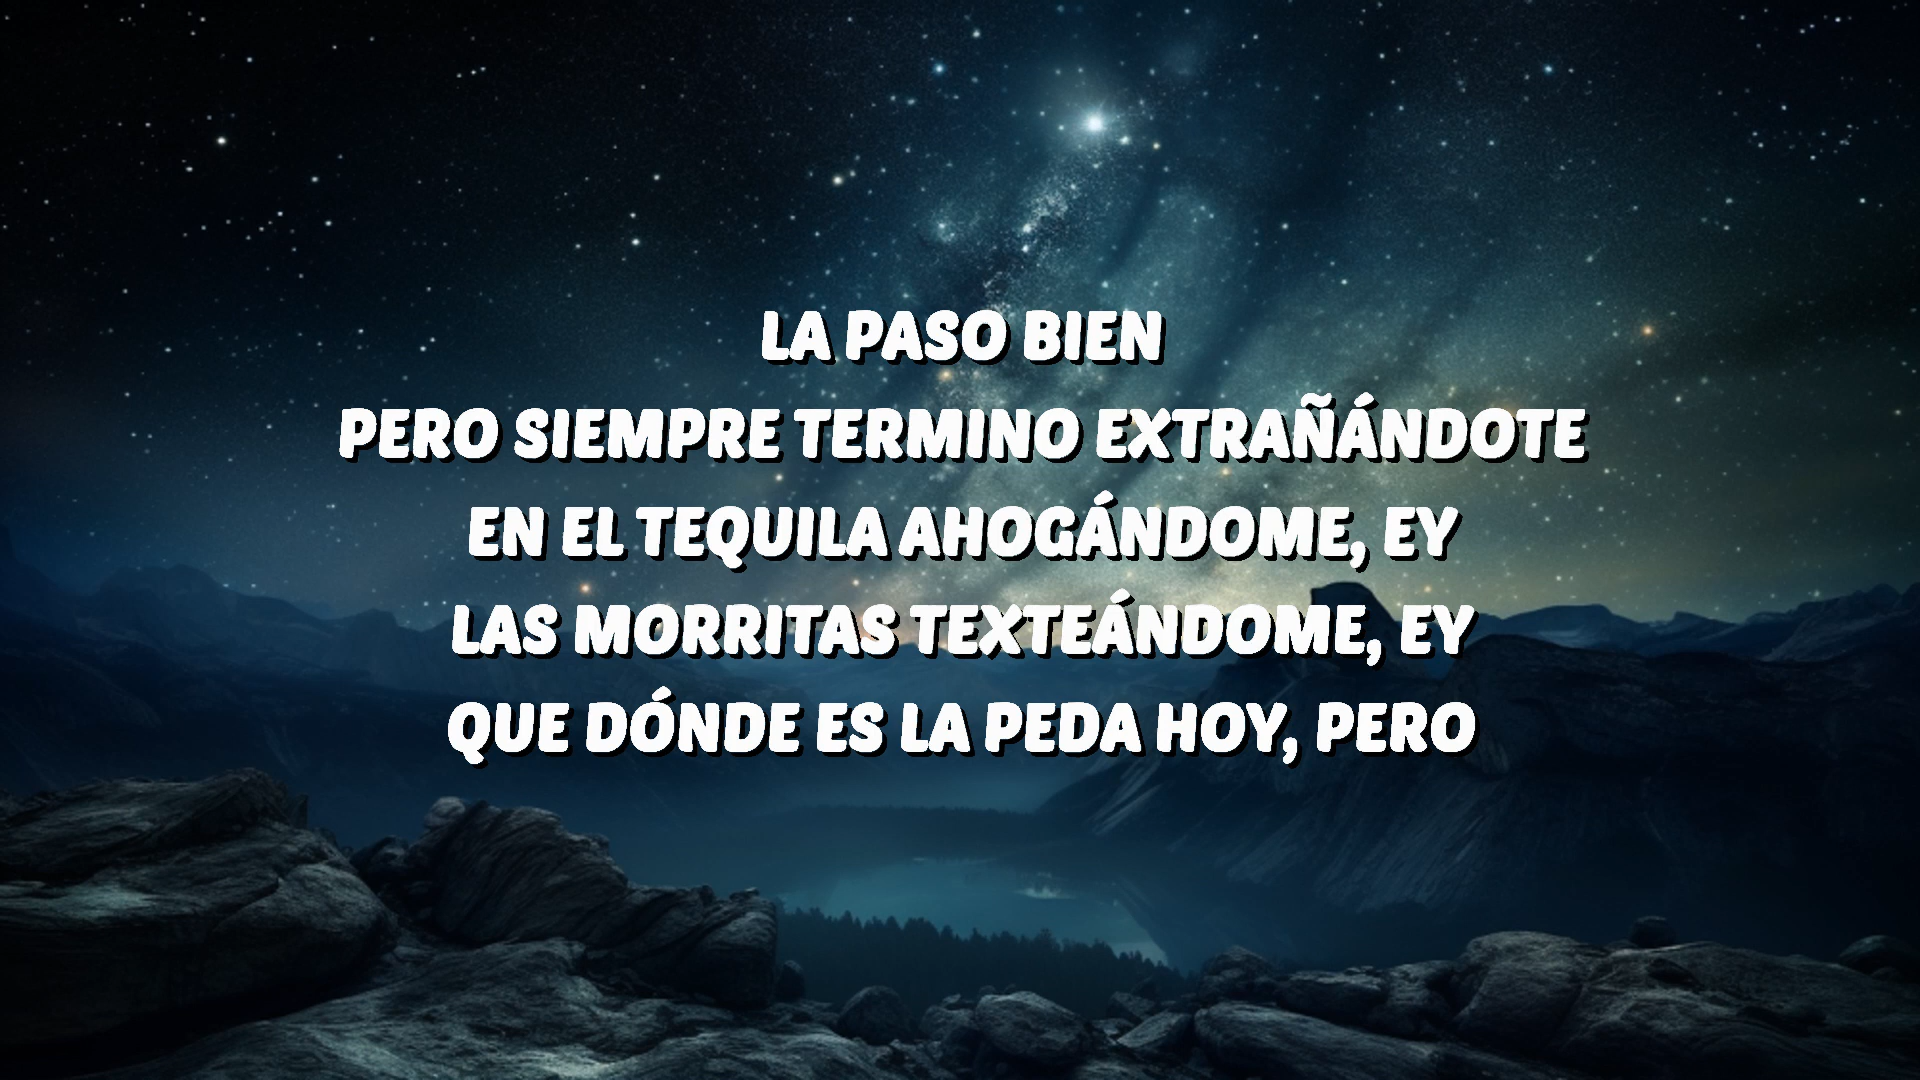 LA PASO BIEN
PERO SIEMPRE TERMINO EXTRAÑÁNDOTE
EN EL TEQUILA AHOGÁNDOME, EY
LAS MORRITAS TEXTEÁNDOME, EY
QUE DÓNDE ES LA PEDA HOY, PERO